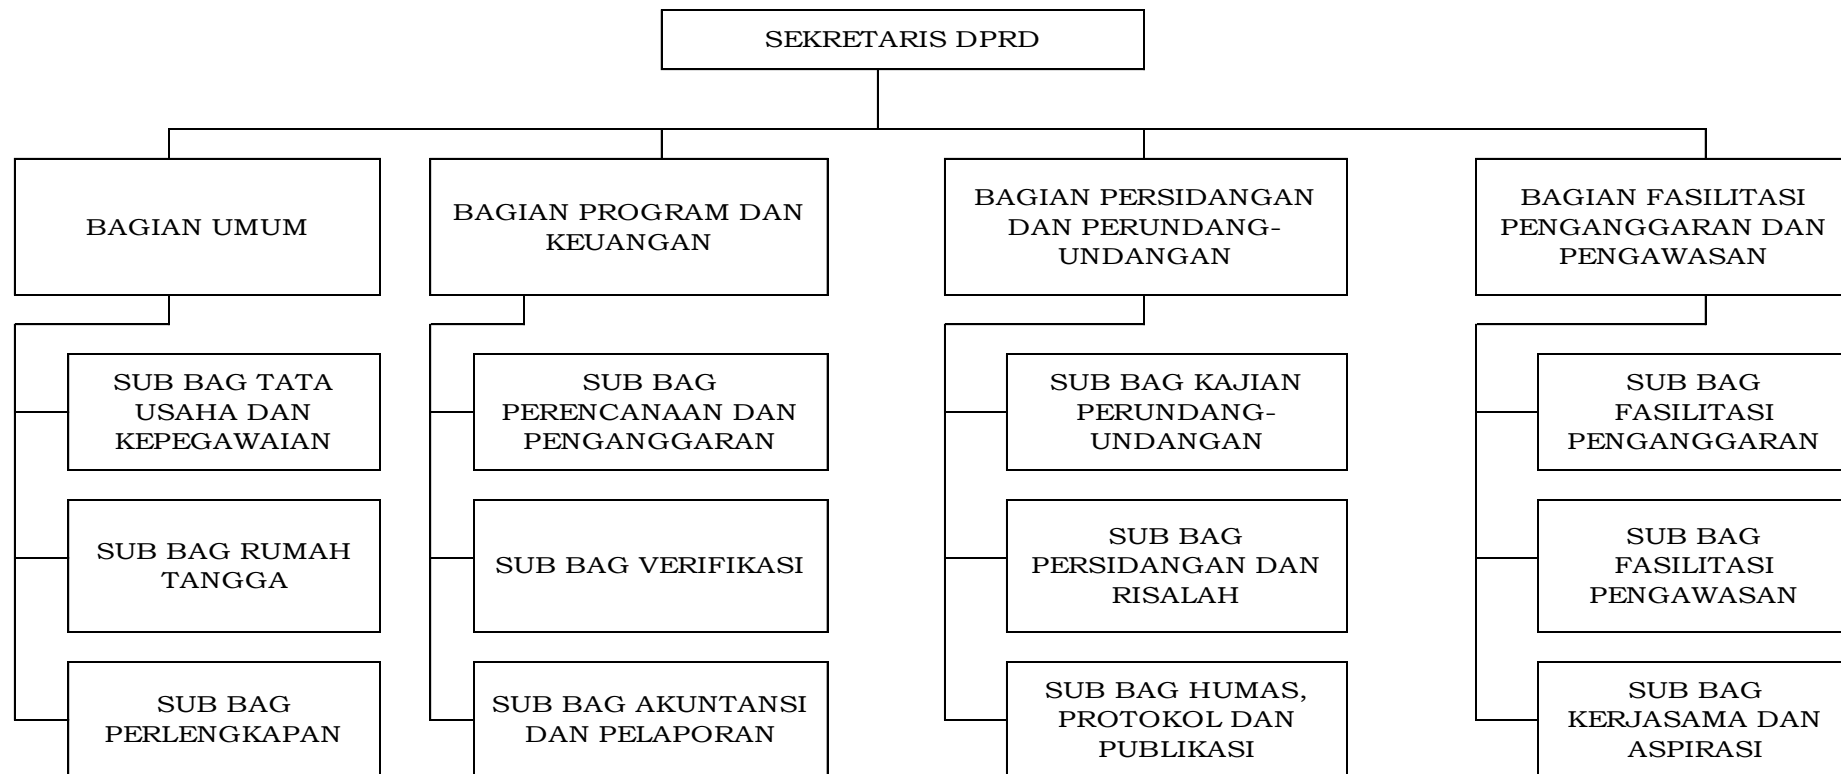 SEKRETARIS DPRD
BAGIAN UMUM
BAGIAN PROGRAM DAN
KEUANGAN
BAGIAN PERSIDANGAN
DAN PERUNDANG-
UNDANGAN
BAGIAN FASILITASI
PENGANGGARAN DAN
PENGAWASAN
SUB BAG TATA
USAHA DAN
KEPEGAWAIAN
SUB BAG
PERENCANAAN DAN
PENGANGGARAN
SUB BAG KAJIAN
PERUNDANG-
UNDANGAN
SUB BAG
FASILITASI
PENGANGGARAN
SUB BAG RUMAH
TANGGA
SUB BAG VERIFIKASI
SUB BAG
PERSIDANGAN DAN
RISALAH
SUB BAG
FASILITASI
PENGAWASAN
SUB BAG
PERLENGKAPAN
SUB BAG AKUNTANSI
DAN PELAPORAN
SUB BAG HUMAS,
PROTOKOL DAN
PUBLIKASI
SUB BAG
KERJASAMA DAN
ASPIRASI